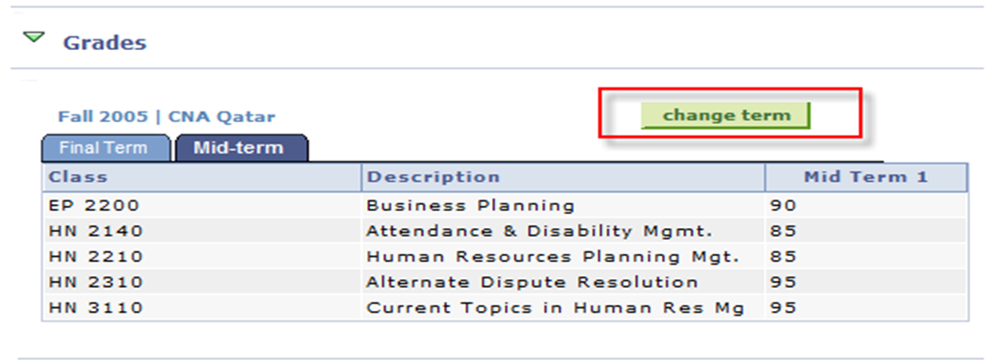 Grades
Fall 2005 | CNA Qatar
change term
Final Term Mid-term
Class Description Mid Term 1
EP 2200 Business Planning 90
HN 2140 Attendance & Disability Mgmt. 85
HN 2210 Human Resources Planning Mgt. 85
HN 2310 Alternate Dispute Resolution 95
HN 3110 Current Topics in Human Res Mg 95